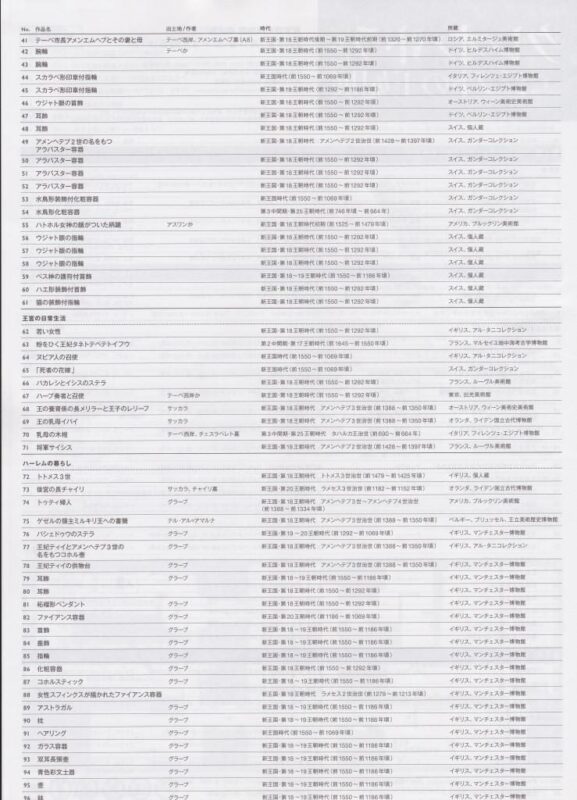 No. 作品名 出土地/作者 時代 所蔵
41 テーベ市長アメンエムヘブとその妻と母 テーベ西岸、アメンエムヘブ墓(A8) 新王国・第18王朝時代後期～第19王朝時代前期(前1320～前1270年頃) ロシア、エルミタージュ美術館
42 腕輪 テーベか 新王国・第18王朝時代(前1550～前1292年頃) ドイツ、ヒルデスハイム博物館
43 腕輪 新王国・第18王朝時代(前1550～前1292年頃) ドイツ、ヒルデスハイム博物館
44 スカラベ形印章付指輪 新王国時代(前1550～前1069年頃) イタリア、フィレンツェ・エジプト博物館
45 スカラベ形印章付指輪 新王国・第19王朝時代(前1292～前1186年頃) ドイツ、ベルリン・エジプト博物館
46 ウジャト眼の首飾 新王国・第18王朝時代(前1550～前1292年頃) オーストリア、ウィーン美術史美術館
47 耳飾 新王国・第18王朝時代(前1550～前1292年頃) ドイツ、ベルリン・エジプト博物館
48 耳飾 新王国・第18王朝時代(前1550～前1292年頃) スイス、個人蔵
49 アメンヘテプ2世の名をもつ 新王国・第18王朝時代 アメンヘテプ2世治世(前1428～前1397年頃) スイス、ガンダーコレクション
アラバスター容器
50 アラバスター容器 新王国・第18王朝時代(前1550～前1292年頃) スイス、ガンダーコレクション
51 アラバスター容器 新王国・第18王朝時代(前1550～前1292年頃) スイス、ガンダーコレクション
52 アラバスター容器 新王国・第18王朝時代(前1550～前1292年頃) スイス、ガンダーコレクション
53 水鳥形装飾付化粧容器 新王国時代(前1550～前1069年頃) スイス、ガンダーコレクション
54 水鳥形化粧容器 第3中間期・第25王朝時代(前746年頃～前664年) スイス、ガンダーコレクション
55 ハトホル女神の顔がついた柄鏡 アスワンか 新王国・第18王朝時代初期(前1525～前1479年頃) アメリカ、ブルックリン美術館
56 ウジャト眼の指輪 新王国・第18王朝時代(前1550～前1292年頃) スイス、個人蔵
57 ウジャト眼の指輪 新王国・第18王朝時代(前1550～前1292年頃) スイス、個人蔵
58 ウジャト眼の指輪 新王国・第18王朝時代(前1550～前1292年頃) スイス、個人蔵
59 ベス神の護符付首飾 新王国・第18～19王朝時代(前1550～前1186年頃) スイス、個人蔵
60 ハエ形装飾付首飾 新王国・第18王朝時代(前1550～前1292年頃) スイス、個人蔵
61 猫の装飾付指輪 新王国・第18王朝時代(前1550～前1292年頃) スイス、個人蔵
王宮の日常生活
62 若い女性 新王国・第18王朝時代(前1550～前1292年頃) イギリス、アル・タニコレクション
63 粉をひく王妃タネトテペテトイフウ 第2中間期・第17王朝時代(前1645～前1550年頃) フランス、マルセイユ地中海考古学博物館
64 ヌビア人の召使 新王国時代(前1550～前1069年頃) イギリス、アル・タニコレクション
65 「死者の花嫁」 新王国時代(前1550～前1069年頃) スイス、ガンダーコレクション
66 バカレシとイシスのステラ 新王国・第18王朝時代(前1550～前1292年頃) フランス、ルーヴル美術館
67 ハープ奏者と召使 テーベ西岸か 新王国・第18王朝時代(前1550～前1292年頃) 東京、出光美術館
68 王の養育係の長メリラーと王子のレリーフ サッカラ 新王国・第18王朝時代 アメンヘテプ3世治世(前1388～前1350年頃) オーストリア、ウィーン美術史美術館
69 王の乳母イバイ サッカラ 新王国・第18王朝時代 アメンヘテプ3世治世(前1388～前1350年頃) オランダ、ライデン国立古代博物館
70 乳母の木棺 テーベ西岸、チェスラペレト墓 第3中間期・第25王朝時代 タハルカ王治世(前690～前664年) イタリア、フィレンツェ・エジプト博物館
71 将軍サイシス 新王国・第18王朝時代 アメンヘテプ2世治世(前1428～前1397年頃) フランス、ルーヴル美術館
ハーレムの暮らし
72 トトメス3世 新王国・第18王朝時代 トトメス3世治世(前1479～前1425年頃) イギリス、個人蔵
73 後宮の長チャイリ サッカラ、チャイリ墓 新王国・第20王朝時代 ラメセス3世治世(前1182～前1152年頃) オランダ、ライデン国立古代博物館
74 トゥティ婦人 グラーブ 新王国・第18王朝時代 アメンヘテプ3世～アメンヘテプ4世治世 アメリカ、ブルックリン美術館
(前1388～前1334年頃)
75 ゲゼルの領主ミルキリ王への書簡 テル・アル=アマルナ 新王国・第18王朝時代 アメンヘテプ3世治世(前1388～前1350年頃) ベルギー、ブリュッセル、王立美術歴史博物館
76 パシェドゥウのステラ グラーブ 新王国・第19～20王朝時代(前1292～前1069年頃) イギリス、マンチェスター博物館
77 王妃ティイとアメンヘテプ3世の グラーブ 新王国・第18王朝時代 アメンヘテプ3世治世(前1388～前1350年頃) イギリス、アル・タニコレクション
名をもつコホル壺
78 王妃ティイの供物台 グラーブ 新王国・第18王朝時代 アメンヘテプ3世治世(前1388～前1350年頃) イギリス、マンチェスター博物館
79 耳飾 グラーブ 新王国・第18～19王朝時代(前1550～前1186年頃) イギリス、マンチェスター博物館
80 耳飾 グラーブ 新王国・第18王朝時代(前1550～前1292年頃) イギリス、マンチェスター博物館
81 柘榴形ペンダント グラーブ 新王国・第18王朝時代(前1550～前1292年頃) イギリス、マンチェスター博物館
82 ファイアンス容器 グラーブ 新王国・第20王朝時代(前1186～前1069年頃) イギリス、マンチェスター博物館
83 首飾 グラーブ 新王国・第18～19王朝時代(前1550～前1186年頃) イギリス、マンチェスター博物館
84 首飾 グラーブ 新王国・第18～19王朝時代(前1550～前1186年頃) イギリス、マンチェスター博物館
85 指輪 グラーブ 新王国・第18～19王朝時代(前1550～前1186年頃) イギリス、マンチェスター博物館
86 化粧容器 グラーブ 新王国・第18王朝時代(前1550～前1292年頃) イギリス、マンチェスター博物館
87 コホルスティック グラーブ 新王国・第18～19王朝時代(前1550～前1186年頃) イギリス、マンチェスター博物館
88 女性スフィンクスが描かれたファイアンス容器 グラーブ 新王国・第19王朝時代 ラメセス2世治世(前1279～前1213年頃) イギリス、マンチェスター博物館
89 アストラガル グラーブ 新王国・第18～19王朝時代(前1550～前1186年頃) イギリス、マンチェスター博物館
90 枕 グラーブ 新王国・第18～19王朝時代(前1550～前1186年頃) イギリス、マンチェスター博物館
91 ヘアリング グラーブ 新王国時代(前1550～前1069年頃) イギリス、マンチェスター博物館
92 ガラス容器 グラーブ 新王国・第18～19王朝時代(前1550～前1186年頃) イギリス、マンチェスター博物館
93 双耳長頸壺 グラーブ 新王国・第18～19王朝時代(前1550～前1186年頃) イギリス、マンチェスター博物館
94 青色彩文土器 グラーブ 新王国・第18～19王朝時代(前1550～前1186年頃) イギリス、マンチェスター博物館
95 壺 グラーブ 新王国・第18～19王朝時代(前1550～前1186年頃) イギリス、マンチェスター博物館
96 グラーブ 新王国・第18～19王朝時代(前1550～前1186年頃) イギリス、マンチェスター博物館